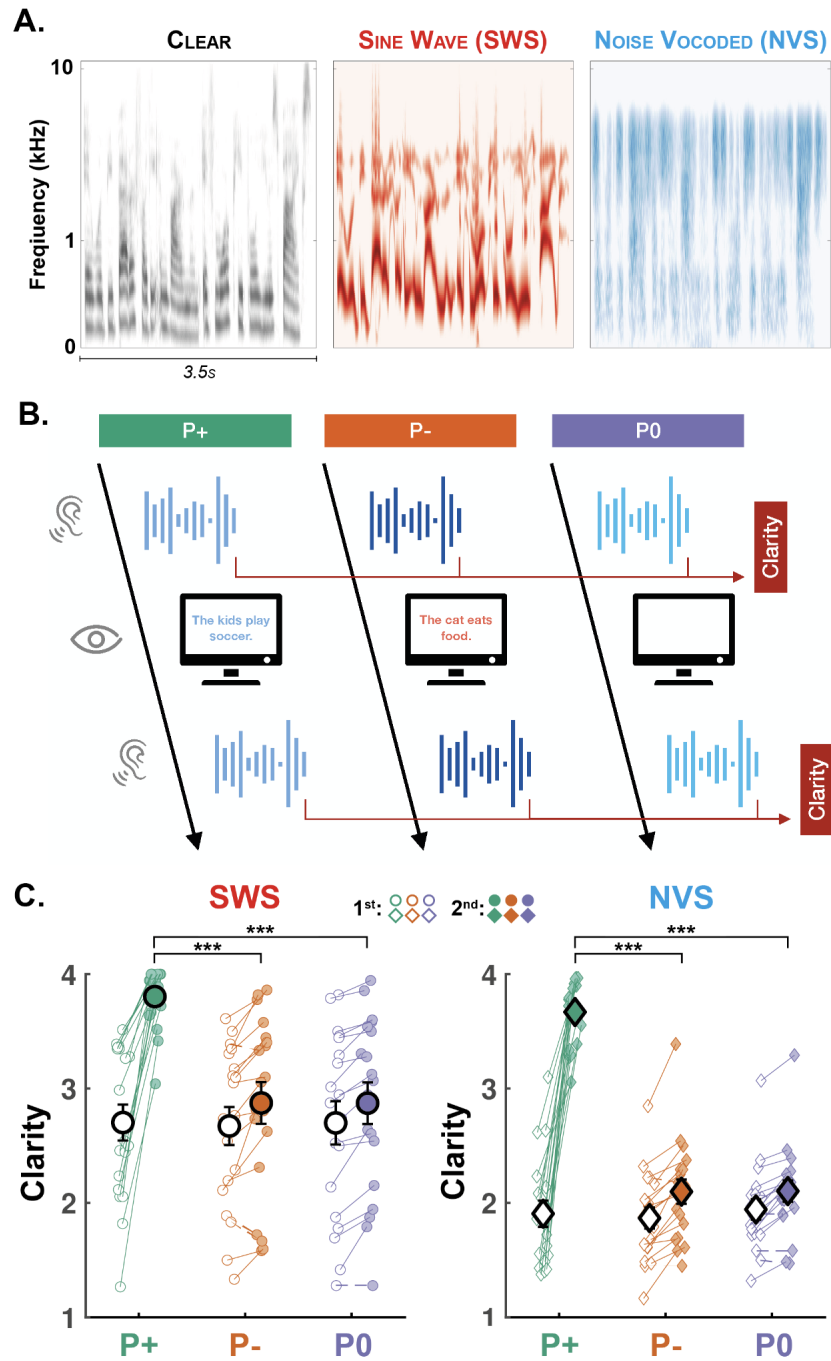 A.
CLEAR
SINE WAVE (SWS)
NOISE VOCODED (NVS)
Freqiuency (kHz)
10
1
0
3.5s
B.
P+
P-
P0
Clarity
The kids play
soccer.
The cat eats
food.
Clarity
C.
SWS
1st:
2nd:
NVS
***
***
***
***
Clarity
4
3
2
1
P+
P-
P0
Clarity
4
3
2
1
P+
P-
P0